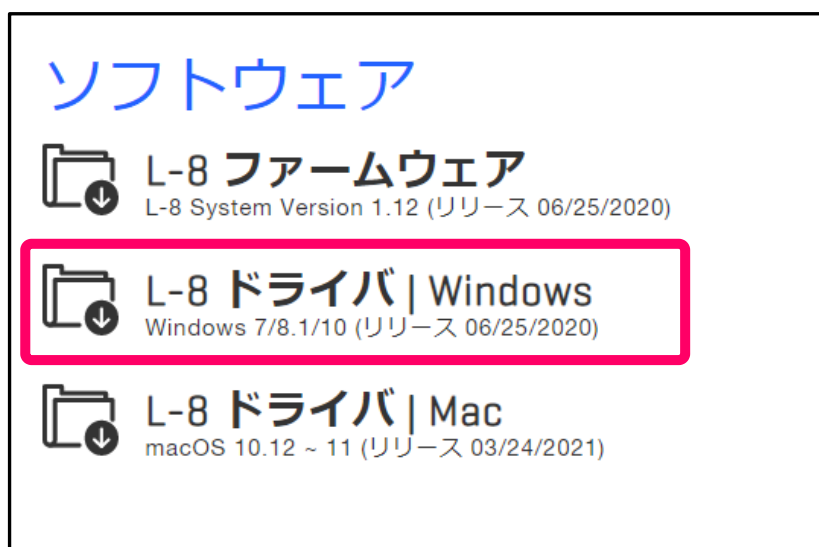 ソフトウェア
L-8 ファームウェア
L-8 System Version 1.12 (リリース 06/25/2020)
L-8 ドライバ | Windows
Windows 7/8.1/10 (リリース 06/25/2020)
L-8 ドライバ | Mac
macOS 10.12 ~ 11 (リリース 03/24/2021)